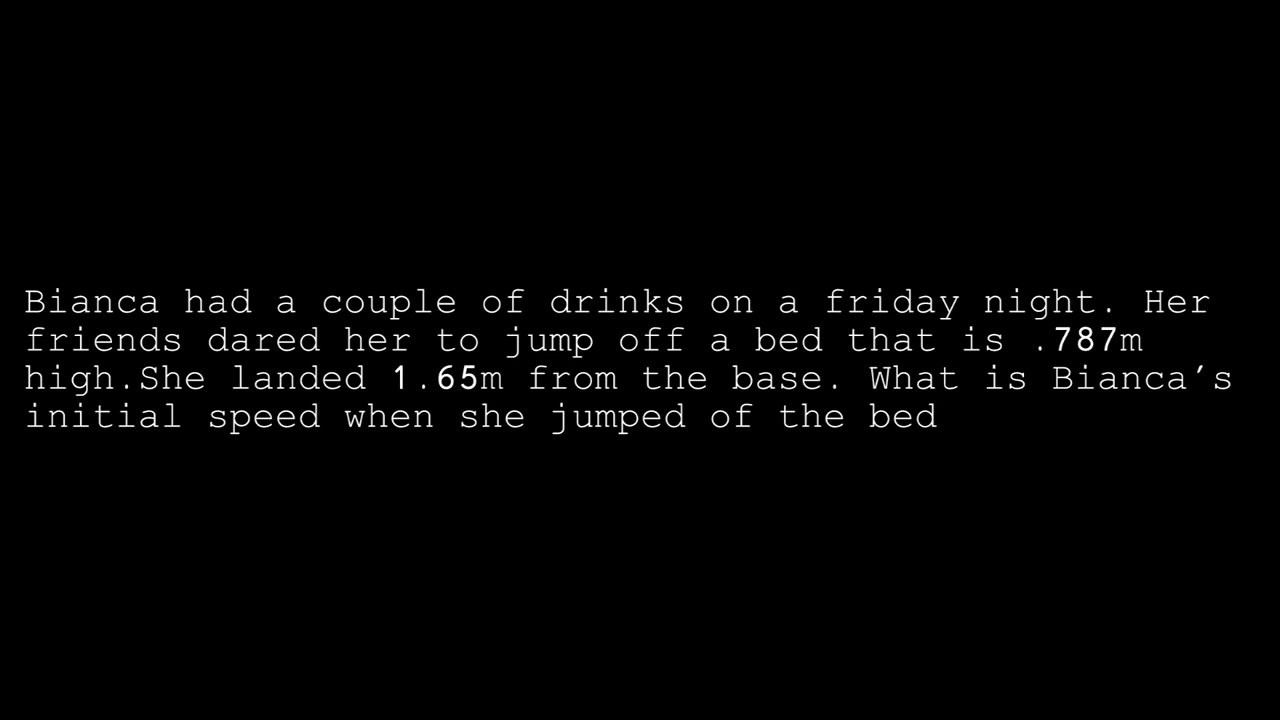 Bianca had a couple of drinks on a friday night. Her
friends dared her to jump off a bed that is .787m
high.She landed 1.65m from the base. What is Bianca’s
initial speed when she jumped of the bed